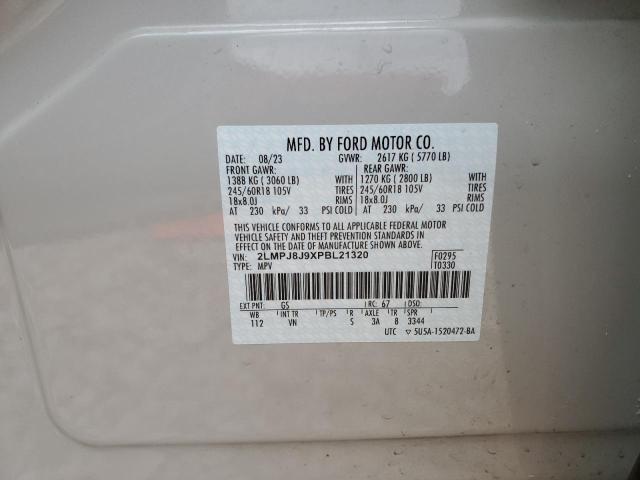 MFD. BY FORD MOTOR CO.
DATE: 08/23 GVWR: 2617 KG ( 5770 LB)
FRONT GAWR: REAR GAWR:
1388 KG ( 3060 LB) WITH 1270 KG ( 2800 LB) WITH
245/60R18 105V TIRES 245/60R18 105V TIRES
18x8.0J RIMS 18x8.0J RIMS
AT 230 kPa/ 33 PSI COLD AT 230 kPa/ 33 PSI COLD
THIS VEHICLE CONFORMS TO ALL APPLICABLE FEDERAL MOTOR
VEHICLE SAFETY AND THEFT PREVENTION STANDARDS IN
EFFECT ON THE DATE OF MANUFACTURE SHOWN ABOVE.
VIN: 2LMPJ8J9XPBL21320 F0295
TYPE: MPV T0330
EXT PNT: GS RC: 67 DSO:
WB INT TR TP/PS R AXLE TR SPR
112 VN S 3A 8 3344
UTC ▽ 5U5A-1520472-BA